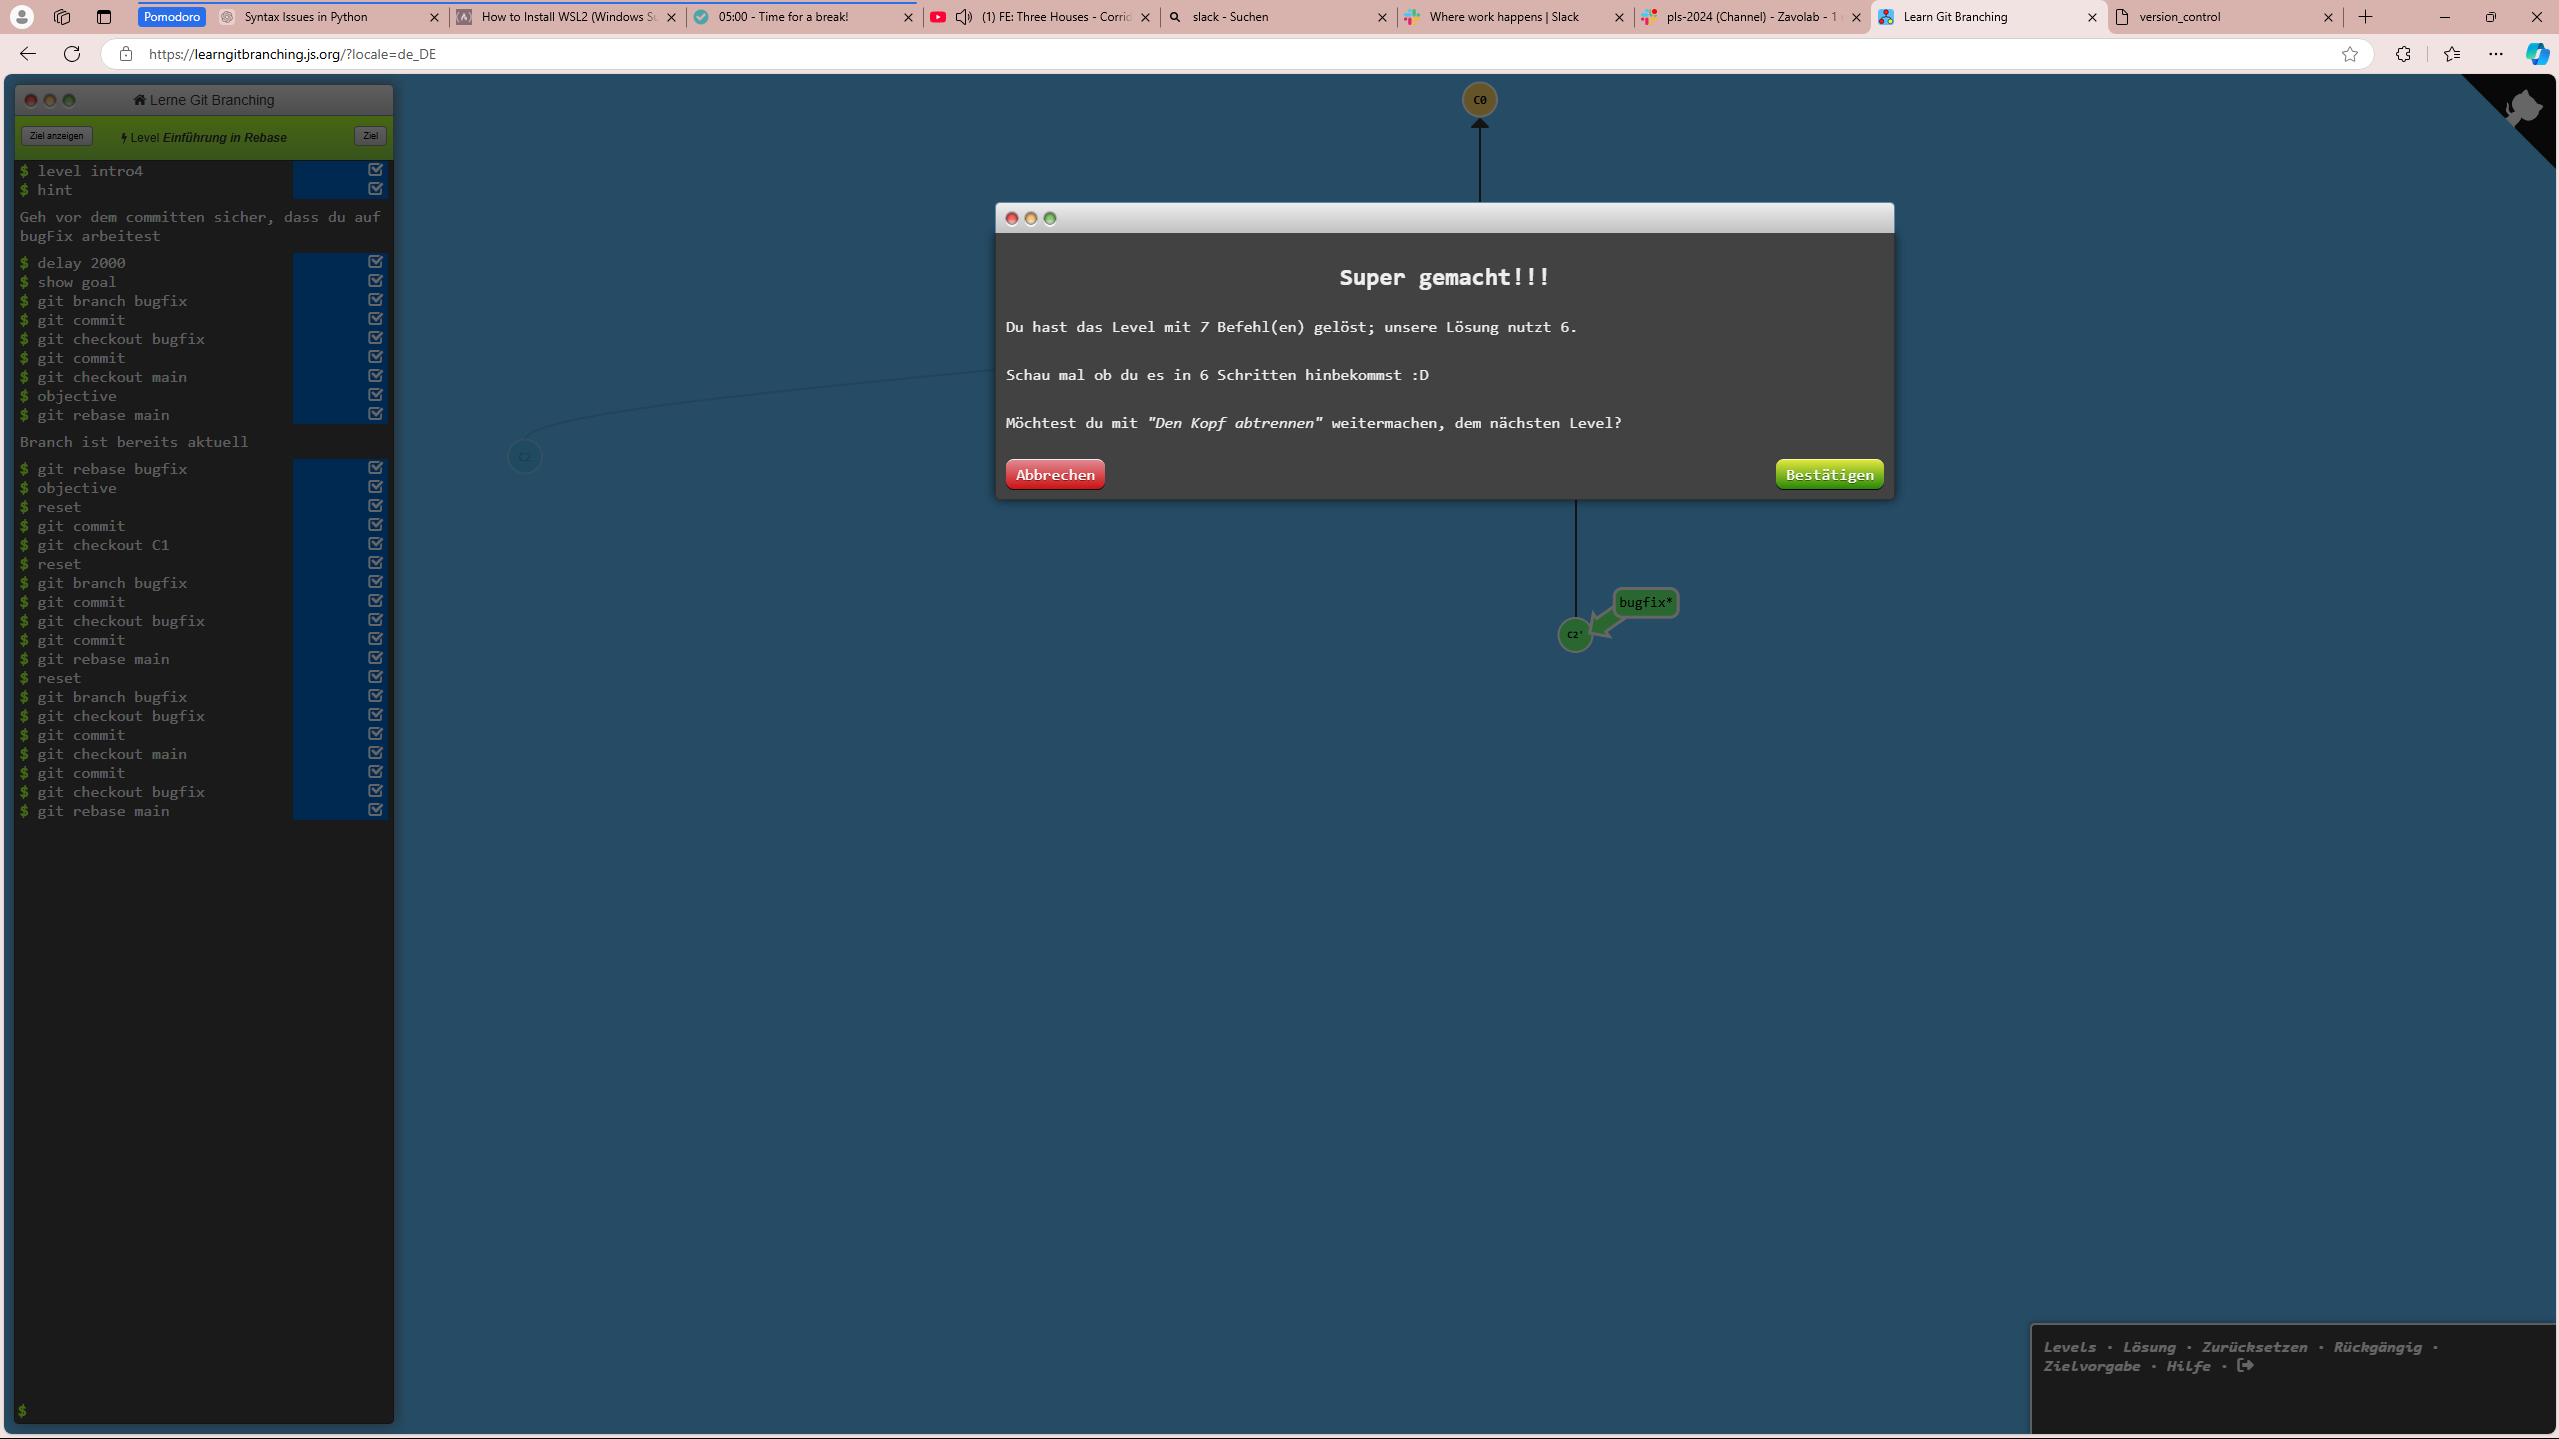 Pomodoro
Syntax Issues in Python
How to Install WSL2 (Windows Su
05:00 - Time for a break!
(1) FE: Three Houses - Corrid
slack - Suchen
Where work happens | Slack
pls-2024 (Channel) - Zavolab - 1
Learn Git Branching
version_control
https://learngitbranching.js.org/?locale=de_DE
Lerne Git Branching
Ziel anzeigen
Level Einführung in Rebase
Ziel
$ level intro4
$ hint
Geh vor dem committen sicher, dass du auf
bugFix arbeitest
$ delay 2000
$ show goal
$ git branch bugfix
$ git commit
$ git checkout bugfix
$ git commit
$ git checkout main
$ objective
$ git rebase main
Branch ist bereits aktuell
$ git rebase bugfix
$ objective
$ reset
$ git commit
$ git checkout C1
$ reset
$ git branch bugfix
$ git commit
$ git checkout bugfix
$ git commit
$ git rebase main
$ reset
$ git branch bugfix
$ git checkout bugfix
$ git commit
$ git checkout main
$ git commit
$ git checkout bugfix
$ git rebase main
$
C0
C2
Super gemacht!!!
Du hast das Level mit 7 Befehl(en) gelöst; unsere Lösung nutzt 6.
Schau mal ob du es in 6 Schritten hinbekommst :D
Möchtest du mit "Den Kopf abtrennen" weitermachen, dem nächsten Level?
Abbrechen
Bestätigen
bugfix*
C2'
Levels · Lösung · Zurücksetzen · Rückgängig ·
Zielvorgabe · Hilfe ·